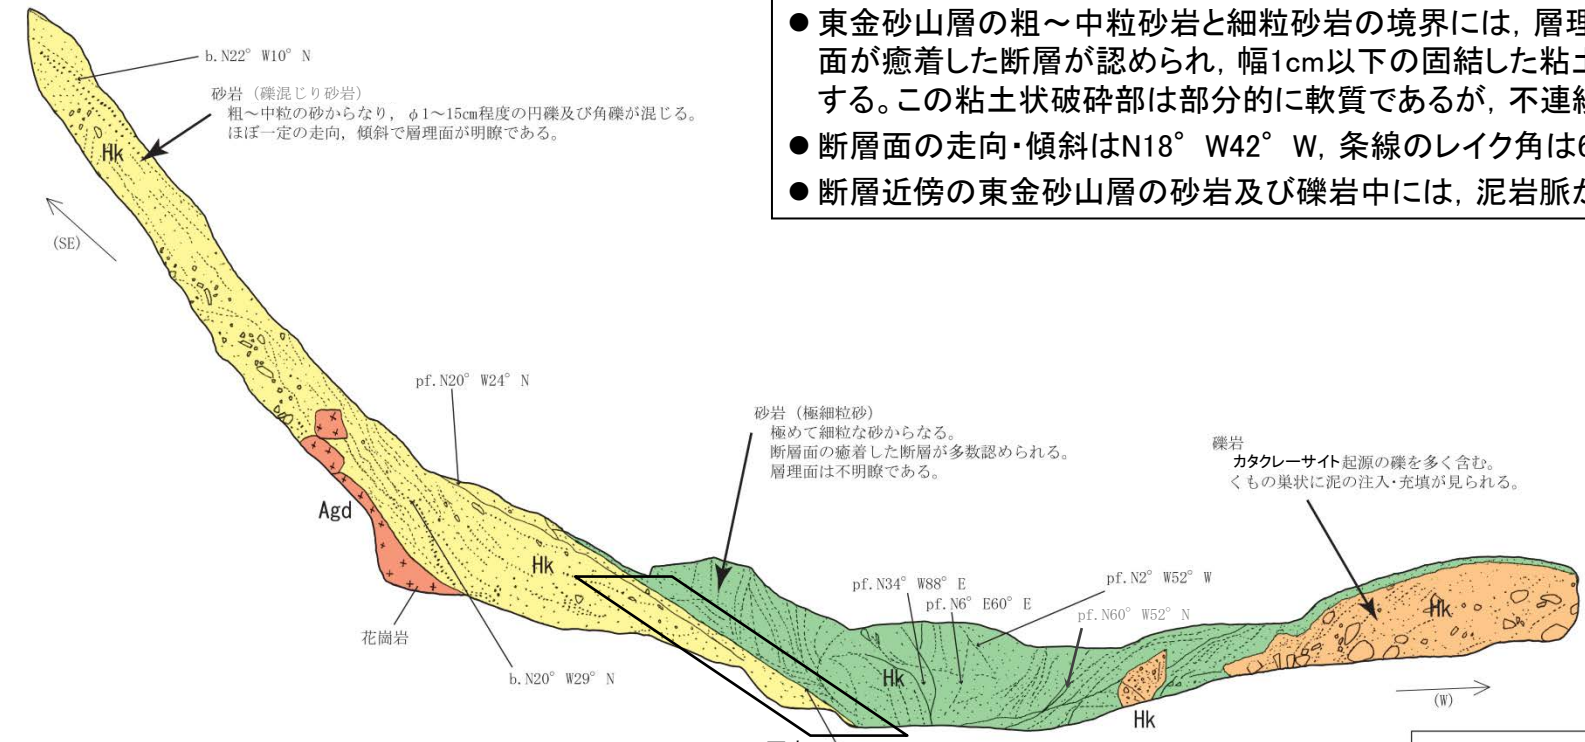 ● 東金砂山層の粗～中粒砂岩と細粒砂岩の境界には，層理
面が癒着した断層が認められ，幅1cm以下の固結した粘土
する。この粘土状破砕部は部分的に軟質であるが，不連続
● 断層面の走向・傾斜はN18°W42°W，条線のレイク角は6
● 断層近傍の東金砂山層の砂岩及び礫岩中には，泥岩脈が
b.N22°W10°N
砂岩（礫混じり砂岩）
粗～中粒の砂からなり，φ1～15㎝程度の円礫及び角礫が混じる。
ほぼ一定の走向，傾斜で層理面が明瞭である。
Hk
(SE)
pf.N20°W24°N
砂岩（極細粒砂）
極めて細粒な砂からなる。
断層面の癒着した断層が多数認められる。
層理面は不明瞭である。
礫岩
カタクレーサイト起源の礫を多く含む。
くもの巣状に泥の注入・充填が見られる。
Agd
Hk
pf.N34°W88°E
pf.N6°E60°E
pf.N2°W52°W
pf.N60°W52°N
Hk
花崗岩
b.N20°W29°N
Hk
Hk
(W)